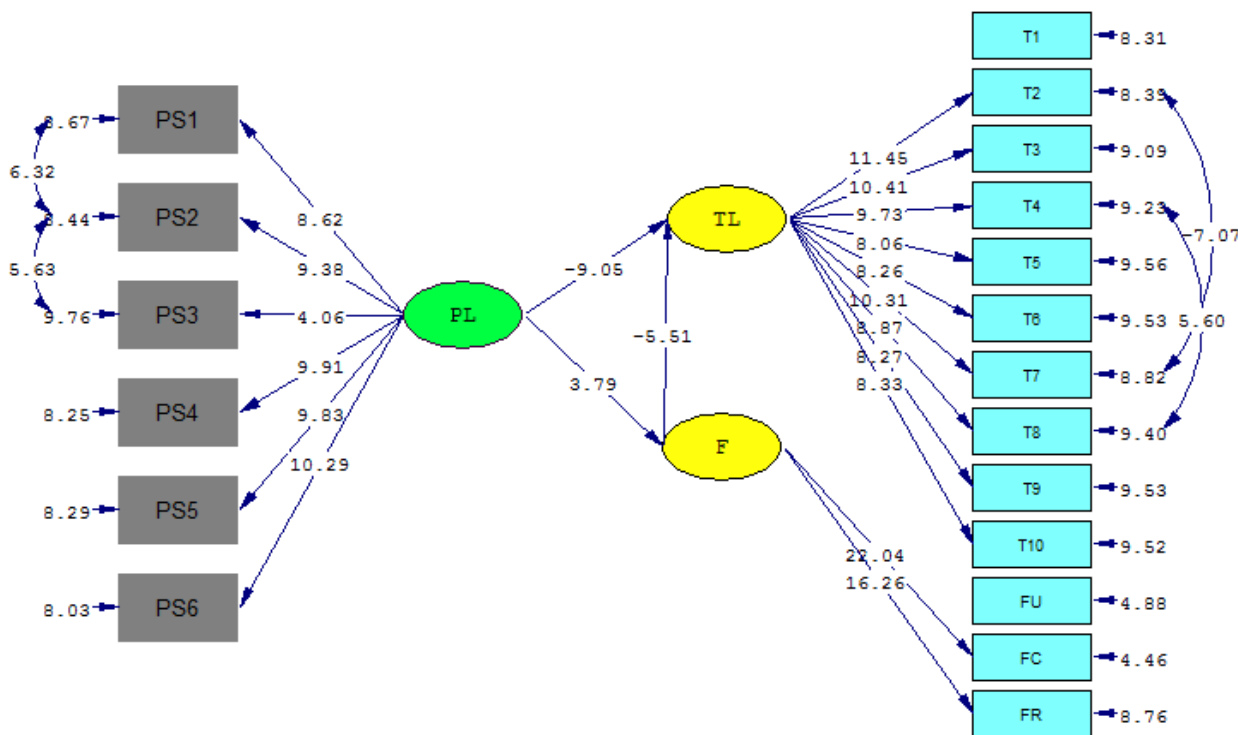 T1
8.31
T2
8.39
8.67
PS1
T3
9.09
11.45
6.32
10.41
T4
9.23
8.44
PS2
8.62
TL
9.73
-7.07
8.06
T5
9.56
5.63
9.38
-9.05
8.26
10.31
9.76
PS3
4.06
PL
8.87
T6
9.53
5.60
-5.51
8.27
9.91
3.79
8.33
T7
8.82
8.25
PS4
9.83
T8
9.40
F
10.29
T9
9.53
8.29
PS5
22.04
T10
9.52
16.26
8.03
PS6
FU
4.88
FC
4.46
FR
8.76